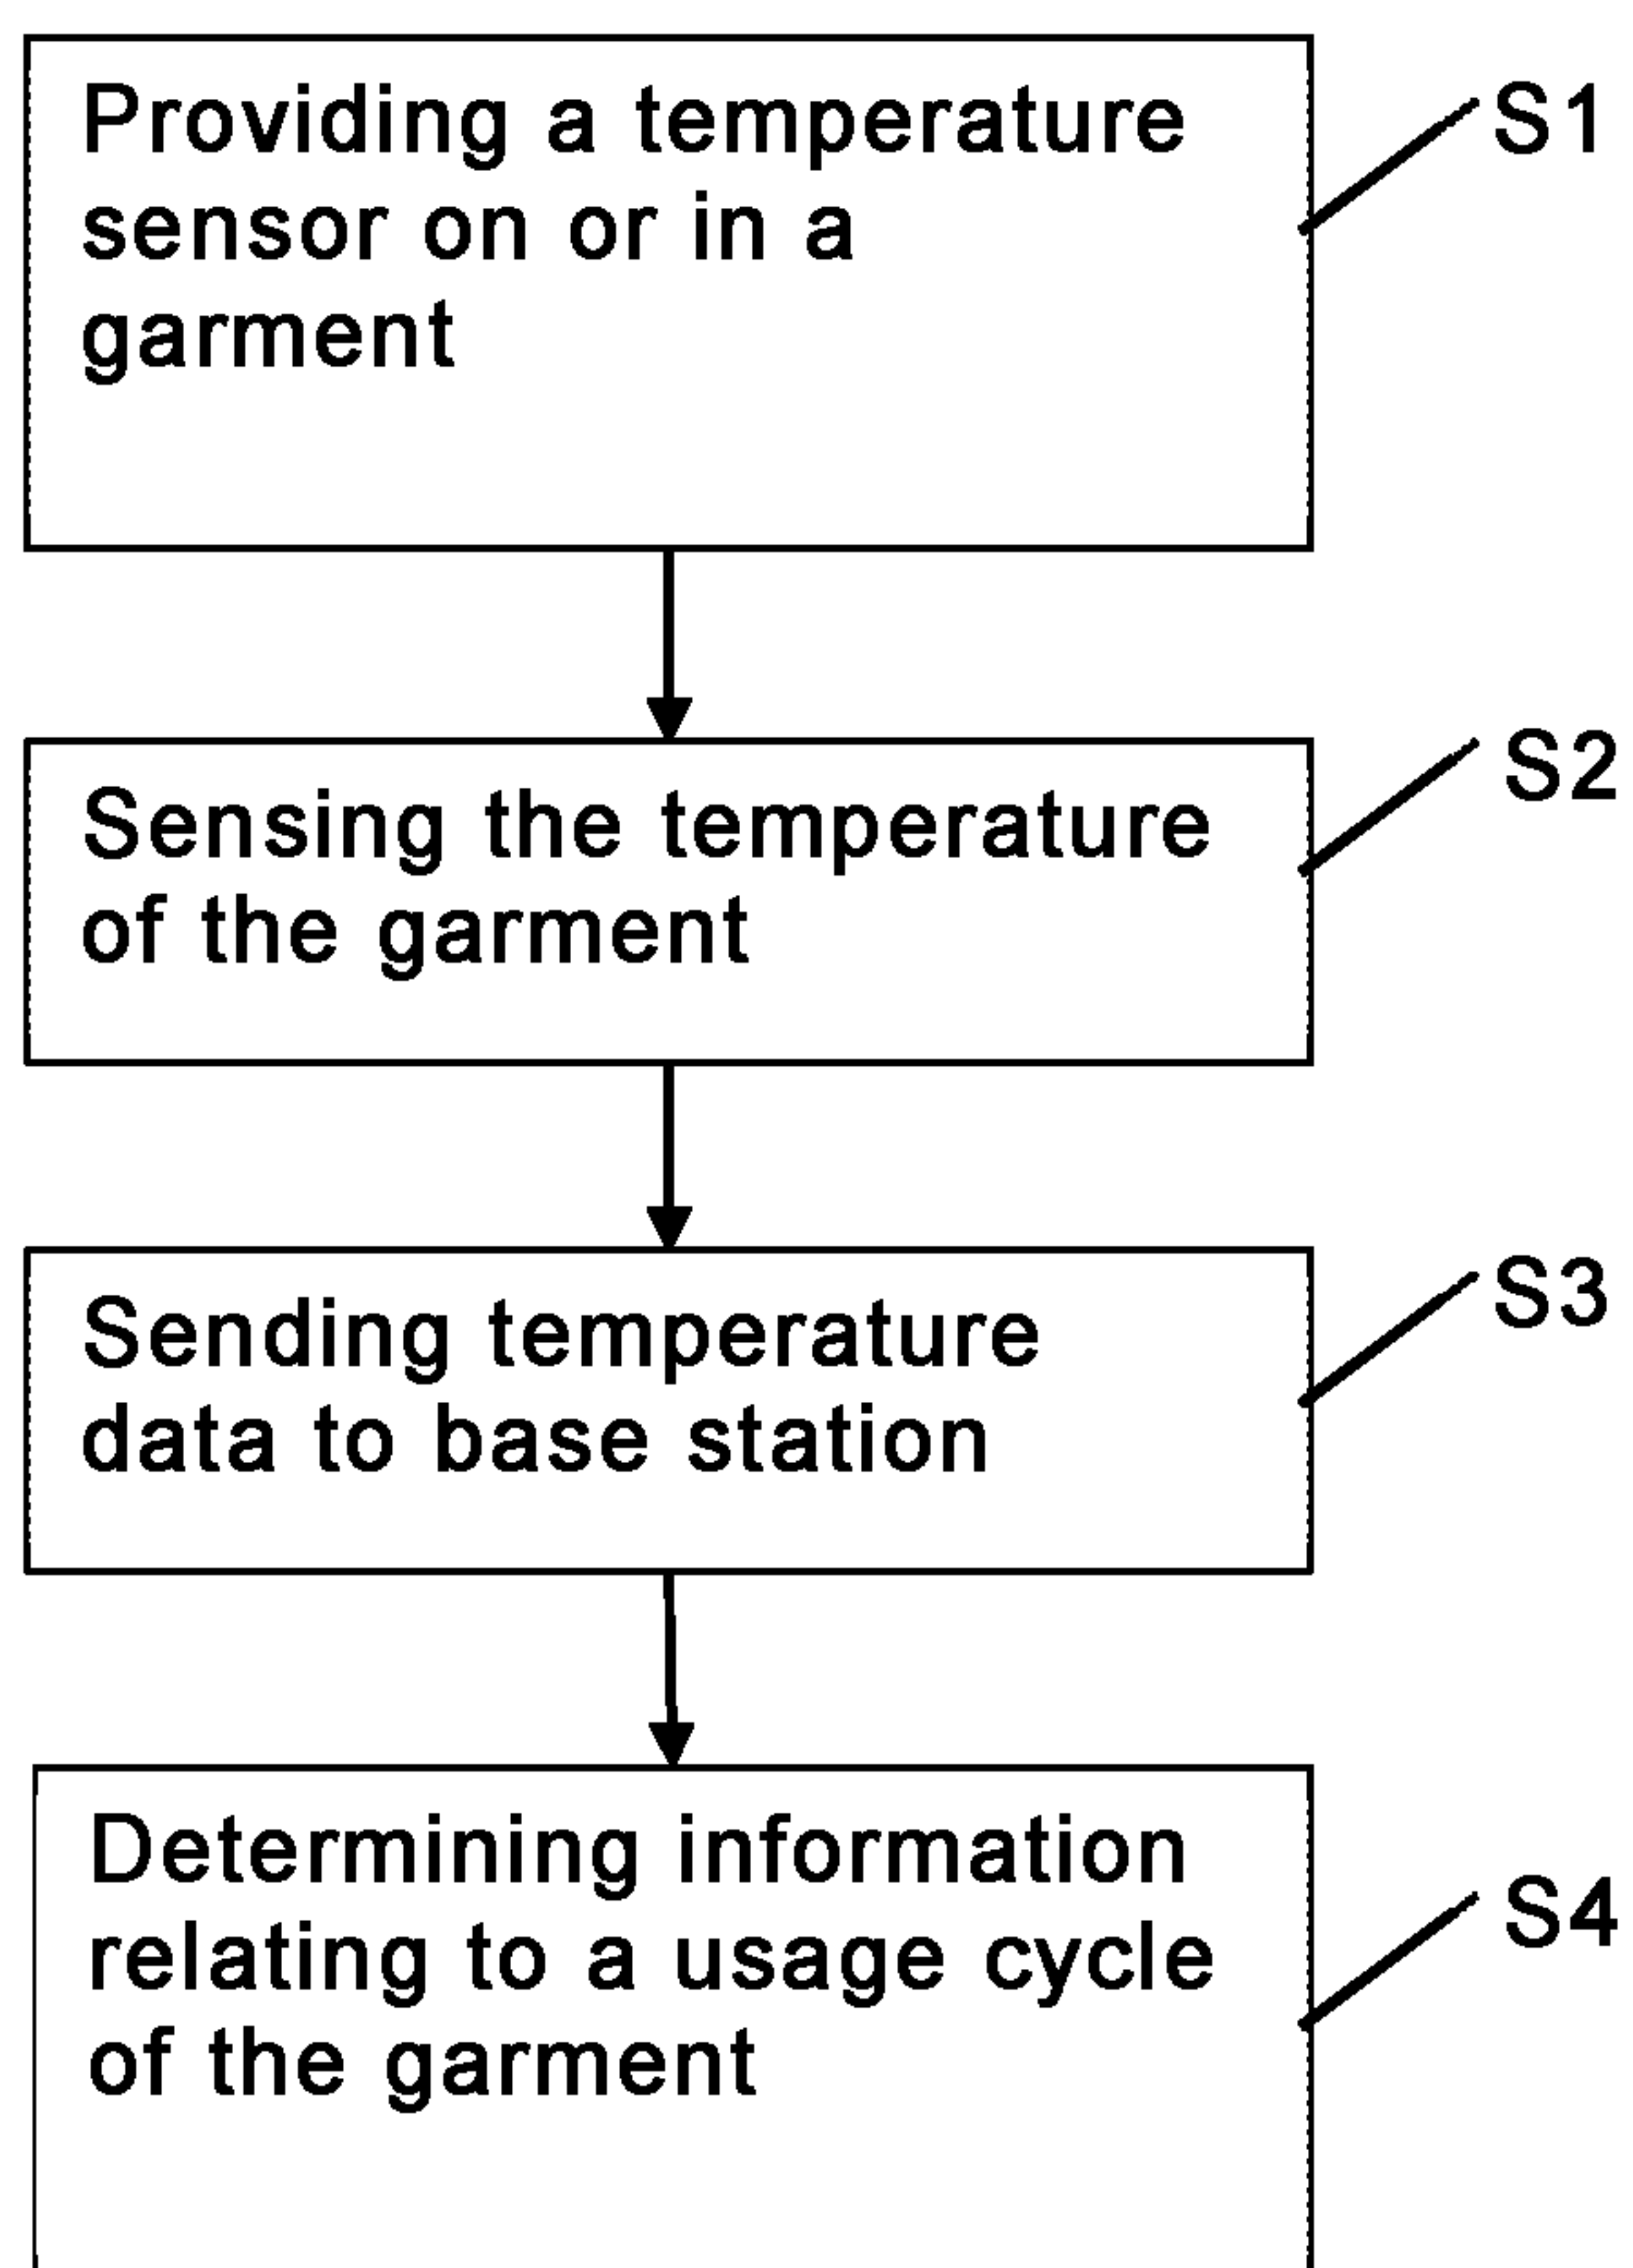 Providing a temperature
sensor on or in a
garment
S1
Sensing the temperature
of the garment
S2
Sending temperature
data to base station
S3
Determining information
relating to a usage cycle
of the garment
S4